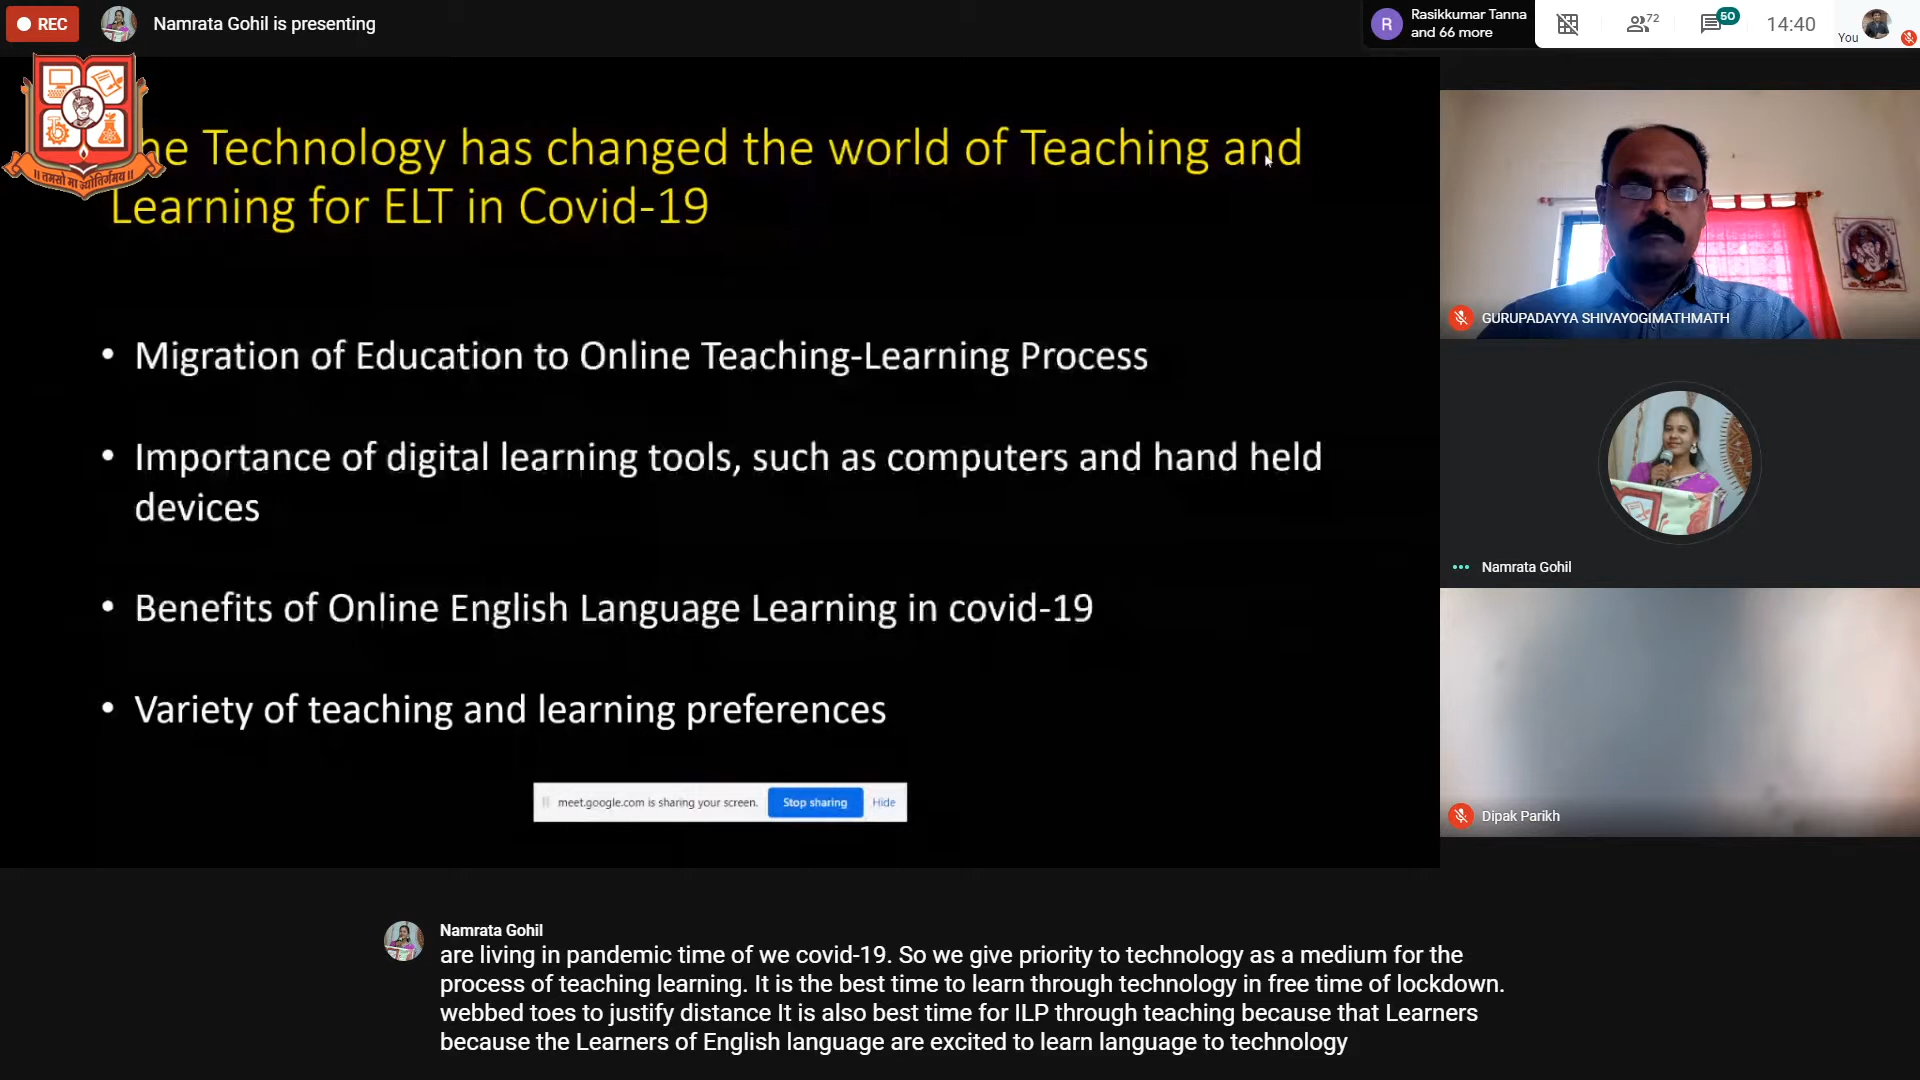 REC
Namrata Gohil is presenting
Rasikkumar Tanna
and 66 more
R
72
50
14:40
You
he Technology has changed the world of Teaching and
Learning for ELT in Covid-19
॥ तमसो मा ज्योतिर्गमय ॥
• Migration of Education to Online Teaching-Learning Process
• Importance of digital learning tools, such as computers and hand held
devices
• Benefits of Online English Language Learning in covid-19
• Variety of teaching and learning preferences
meet.google.com is sharing your screen.
Stop sharing
Hide
GURUPADAYYA SHIVAYOGIMATHMATH
Namrata Gohil
Dipak Parikh
Namrata Gohil
are living in pandemic time of we covid-19. So we give priority to technology as a medium for the
process of teaching learning. It is the best time to learn through technology in free time of lockdown.
webbed toes to justify distance It is also best time for ILP through teaching because that Learners
because the Learners of English language are excited to learn language to technology